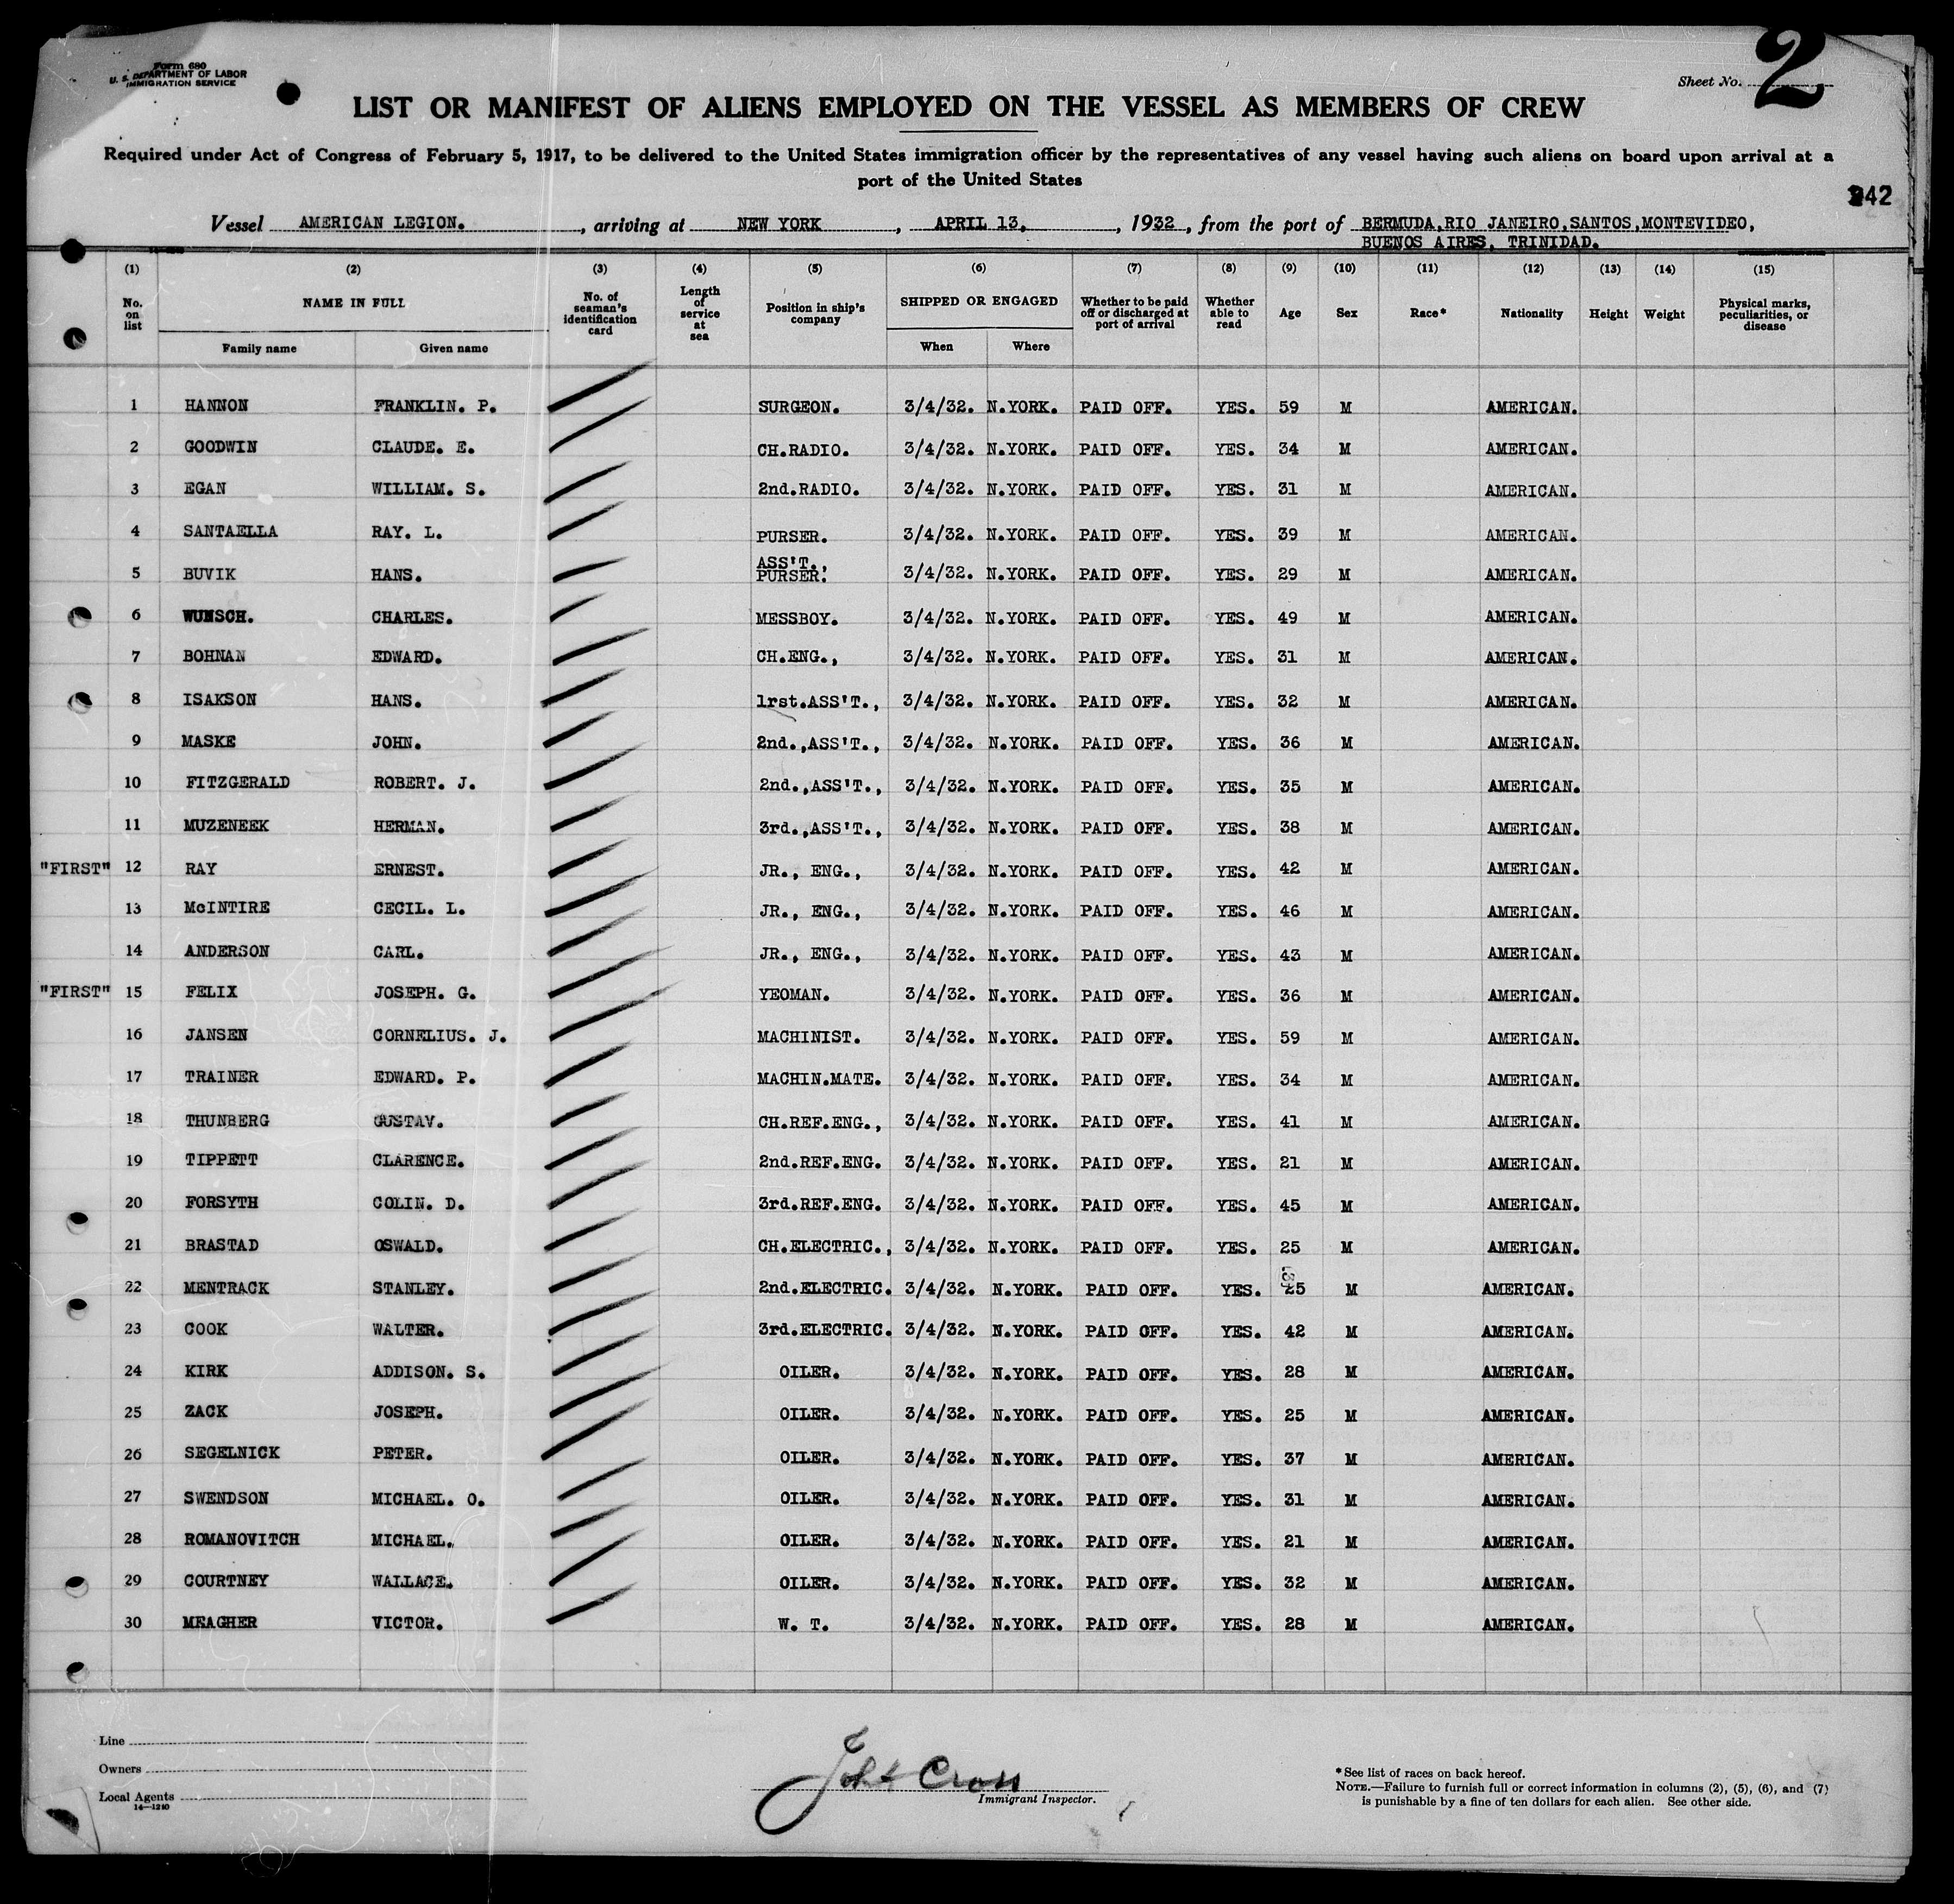 Form 680
U. S. DEPARTMENT OF LABOR
IMMIGRATION SERVICE
Sheet No. 2
LIST OR MANIFEST OF ALIENS EMPLOYED ON THE VESSEL AS MEMBERS OF CREW
Required under Act of Congress of February 5, 1917, to be delivered to the United States immigration officer by the representatives of any vessel having such aliens on board upon arrival at a
port of the United States
242
Vessel AMERICAN LEGION. , arriving at NEW YORK , APRIL 13, , 1932 , from the port of BERMUDA,RIO JANEIRO,SANTOS,MONTEVIDEO,
BUENOS AIRES, TRINIDAD.
(1) (2) (3) (4) (5) (6) (7) (8) (9) (10) (11) (12) (13) (14) (15)
No. on list NAME IN FULL No. of seaman's identification card Length of service at sea Position in ship's company SHIPPED OR ENGAGED Whether to be paid off or discharged at port of arrival Whether able to read Age Sex Race* Nationality Height Weight Physical marks, peculiarities, or disease
Family name Given name When Where
1 HANNON FRANKLIN. P. SURGEON. 3/4/32. N.YORK. PAID OFF. YES. 59 M AMERICAN.
2 GOODWIN CLAUDE. E. CH.RADIO. 3/4/32. N.YORK. PAID OFF. YES. 34 M AMERICAN.
3 EGAN WILLIAM. S. 2nd.RADIO. 3/4/32. N.YORK. PAID OFF. YES. 31 M AMERICAN.
4 SANTAELLA RAY. L. PURSER. 3/4/32. N.YORK. PAID OFF. YES. 39 M AMERICAN.
5 BUVIK HANS. ASS'T., PURSER. 3/4/32. N.YORK. PAID OFF. YES. 29 M AMERICAN.
6 WUNSCH. CHARLES. MESSBOY. 3/4/32. N.YORK. PAID OFF. YES. 49 M AMERICAN.
7 BOHNAN EDWARD. CH.ENG., 3/4/32. N.YORK. PAID OFF. YES. 31 M AMERICAN.
8 ISAKSON HANS. 1rst.ASS'T., 3/4/32. N.YORK. PAID OFF. YES. 32 M AMERICAN.
9 MASKE JOHN. 2nd.,ASS'T., 3/4/32. N.YORK. PAID OFF. YES. 36 M AMERICAN.
10 FITZGERALD ROBERT. J. 2nd.,ASS'T., 3/4/32. N.YORK. PAID OFF. YES. 35 M AMERICAN.
11 MUZENEEK HERMAN. 3rd.,ASS'T., 3/4/32. N.YORK. PAID OFF. YES. 38 M AMERICAN.
"FIRST" 12 RAY ERNEST. JR., ENG., 3/4/32. N.YORK. PAID OFF. YES. 42 M AMERICAN.
13 McINTIRE CECIL. L. JR., ENG., 3/4/32. N.YORK. PAID OFF. YES. 46 M AMERICAN.
14 ANDERSON CARL. JR., ENG., 3/4/32. N.YORK. PAID OFF. YES. 43 M AMERICAN.
"FIRST" 15 FELIX JOSEPH. G. YEOMAN. 3/4/32. N.YORK. PAID OFF. YES. 36 M AMERICAN.
16 JANSEN CORNELIUS. J. MACHINIST. 3/4/32. N.YORK. PAID OFF. YES. 59 M AMERICAN.
17 TRAINER EDWARD. P. MACHIN.MATE. 3/4/32. N.YORK. PAID OFF. YES. 34 M AMERICAN.
18 THUNBERG GUSTAV. CH.REF.ENG., 3/4/32. N.YORK. PAID OFF. YES. 41 M AMERICAN.
19 TIPPETT CLARENCE. 2nd.REF.ENG. 3/4/32. N.YORK. PAID OFF. YES. 21 M AMERICAN.
20 FORSYTH COLIN. D. 3rd.REF.ENG. 3/4/32. N.YORK. PAID OFF. YES. 45 M AMERICAN.
21 BRASTAD OSWALD. CH.ELECTRIC., 3/4/32. N.YORK. PAID OFF. YES. 25 M AMERICAN.
22 MENTRACK STANLEY. 2nd.ELECTRIC. 3/4/32. N.YORK. PAID OFF. YES. 25 M AMERICAN.
23 COOK WALTER. 3rd.ELECTRIC. 3/4/32. N.YORK. PAID OFF. YES. 42 M AMERICAN.
24 KIRK ADDISON. S. OILER. 3/4/32. N.YORK. PAID OFF. YES. 28 M AMERICAN.
25 ZACK JOSEPH. OILER. 3/4/32. N.YORK. PAID OFF. YES. 25 M AMERICAN.
26 SEGELNICK PETER. OILER. 3/4/32. N.YORK. PAID OFF. YES. 37 M AMERICAN.
27 SWENDSON MICHAEL. O. OILER. 3/4/32. N.YORK. PAID OFF. YES. 31 M AMERICAN.
28 ROMANOVITCH MICHAEL. OILER. 3/4/32. N.YORK. PAID OFF. YES. 21 M AMERICAN.
29 COURTNEY WALLACE. OILER. 3/4/32. N.YORK. PAID OFF. YES. 32 M AMERICAN.
30 MEAGHER VICTOR. W. T. 3/4/32. N.YORK. PAID OFF. YES. 28 M AMERICAN.
Line
Owners
Local Agents
14—1240
John Cross
Immigrant Inspector.
* See list of races on back hereof.
NOTE.—Failure to furnish full or correct information in columns (2), (5), (6), and (7)
is punishable by a fine of ten dollars for each alien. See other side.